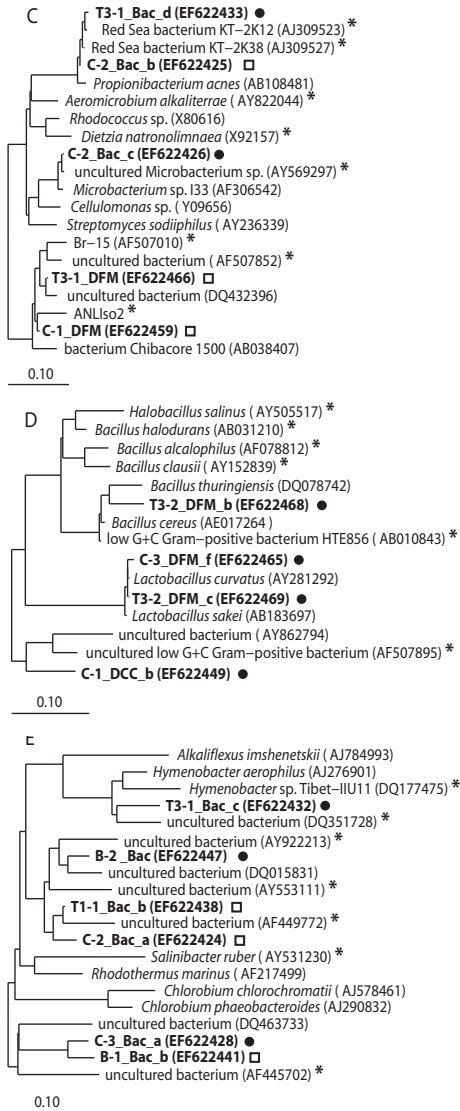 C
T3-1_Bac_d (EF622433) ●
Red Sea bacterium KT−2K12 (AJ309523) *
Red Sea bacterium KT−2K38 (AJ309527) *
C-2_Bac_b (EF622425) □
Propionibacterium acnes (AB108481)
Aeromicrobium alkaliterrae ( AY822044) *
Rhodococcus sp. (X80616)
Dietzia natronolimnaea (X92157) *
C-2_Bac_c (EF622426) ●
uncultured Microbacterium sp. (AY569297) *
Microbacterium sp. I33 (AF306542)
Cellulomonas sp. ( Y09656)
Streptomyces sodiiphilus ( AY236339)
Br−15 (AF507010) *
uncultured bacterium (AF507852) *
T3-1_DFM (EF622466) □
uncultured bacterium (DQ432396)
ANLIso2 *
C-1_DFM (EF622459) □
bacterium Chibacore 1500 (AB038407)
0.10
D
Halobacillus salinus ( AY505517) *
Bacillus halodurans (AB031210) *
Bacillus alcalophilus (AF078812) *
Bacillus clausii ( AY152839) *
Bacillus thuringiensis (DQ078742)
T3-2_DFM_b (EF622468) ●
Bacillus cereus (AE017264 )
low G+C Gram−positive bacterium HTE856 ( AB010843) *
C-3_DFM_f (EF622465) ●
Lactobacillus curvatus (AY281292)
T3-2_DFM_c (EF622469) ●
Lactobacillus sakei (AB183697)
uncultured bacterium ( AY862794)
uncultured low G+C Gram−positive bacterium (AF507895) *
C-1_DCC_b (EF622449) ●
0.10
E
Alkaliflexus imshenetskii ( AJ784993)
Hymenobacter aerophilus (AJ276901)
Hymenobacter sp. Tibet−IIU11 (DQ177475) *
T3-1_Bac_c (EF622432) ●
uncultured bacterium (DQ351728) *
uncultured bacterium (AY922213) *
B-2 _Bac (EF622447) ●
uncultured bacterium (DQ015831)
uncultured bacterium (AY553111) *
T1-1_Bac_b (EF622438) □
uncultured bacterium (AF449772) *
C-2_Bac_a (EF622424) □
Salinibacter ruber ( AY531230) *
Rhodothermus marinus ( AF217499)
Chlorobium chlorochromatii ( AJ578461)
Chlorobium phaeobacteroides ( AJ290832)
uncultured bacterium (DQ463733)
C-3_Bac_a (EF622428) ●
B-1_Bac_b (EF622441) □
uncultured bacterium ( AF445702) *
0.10